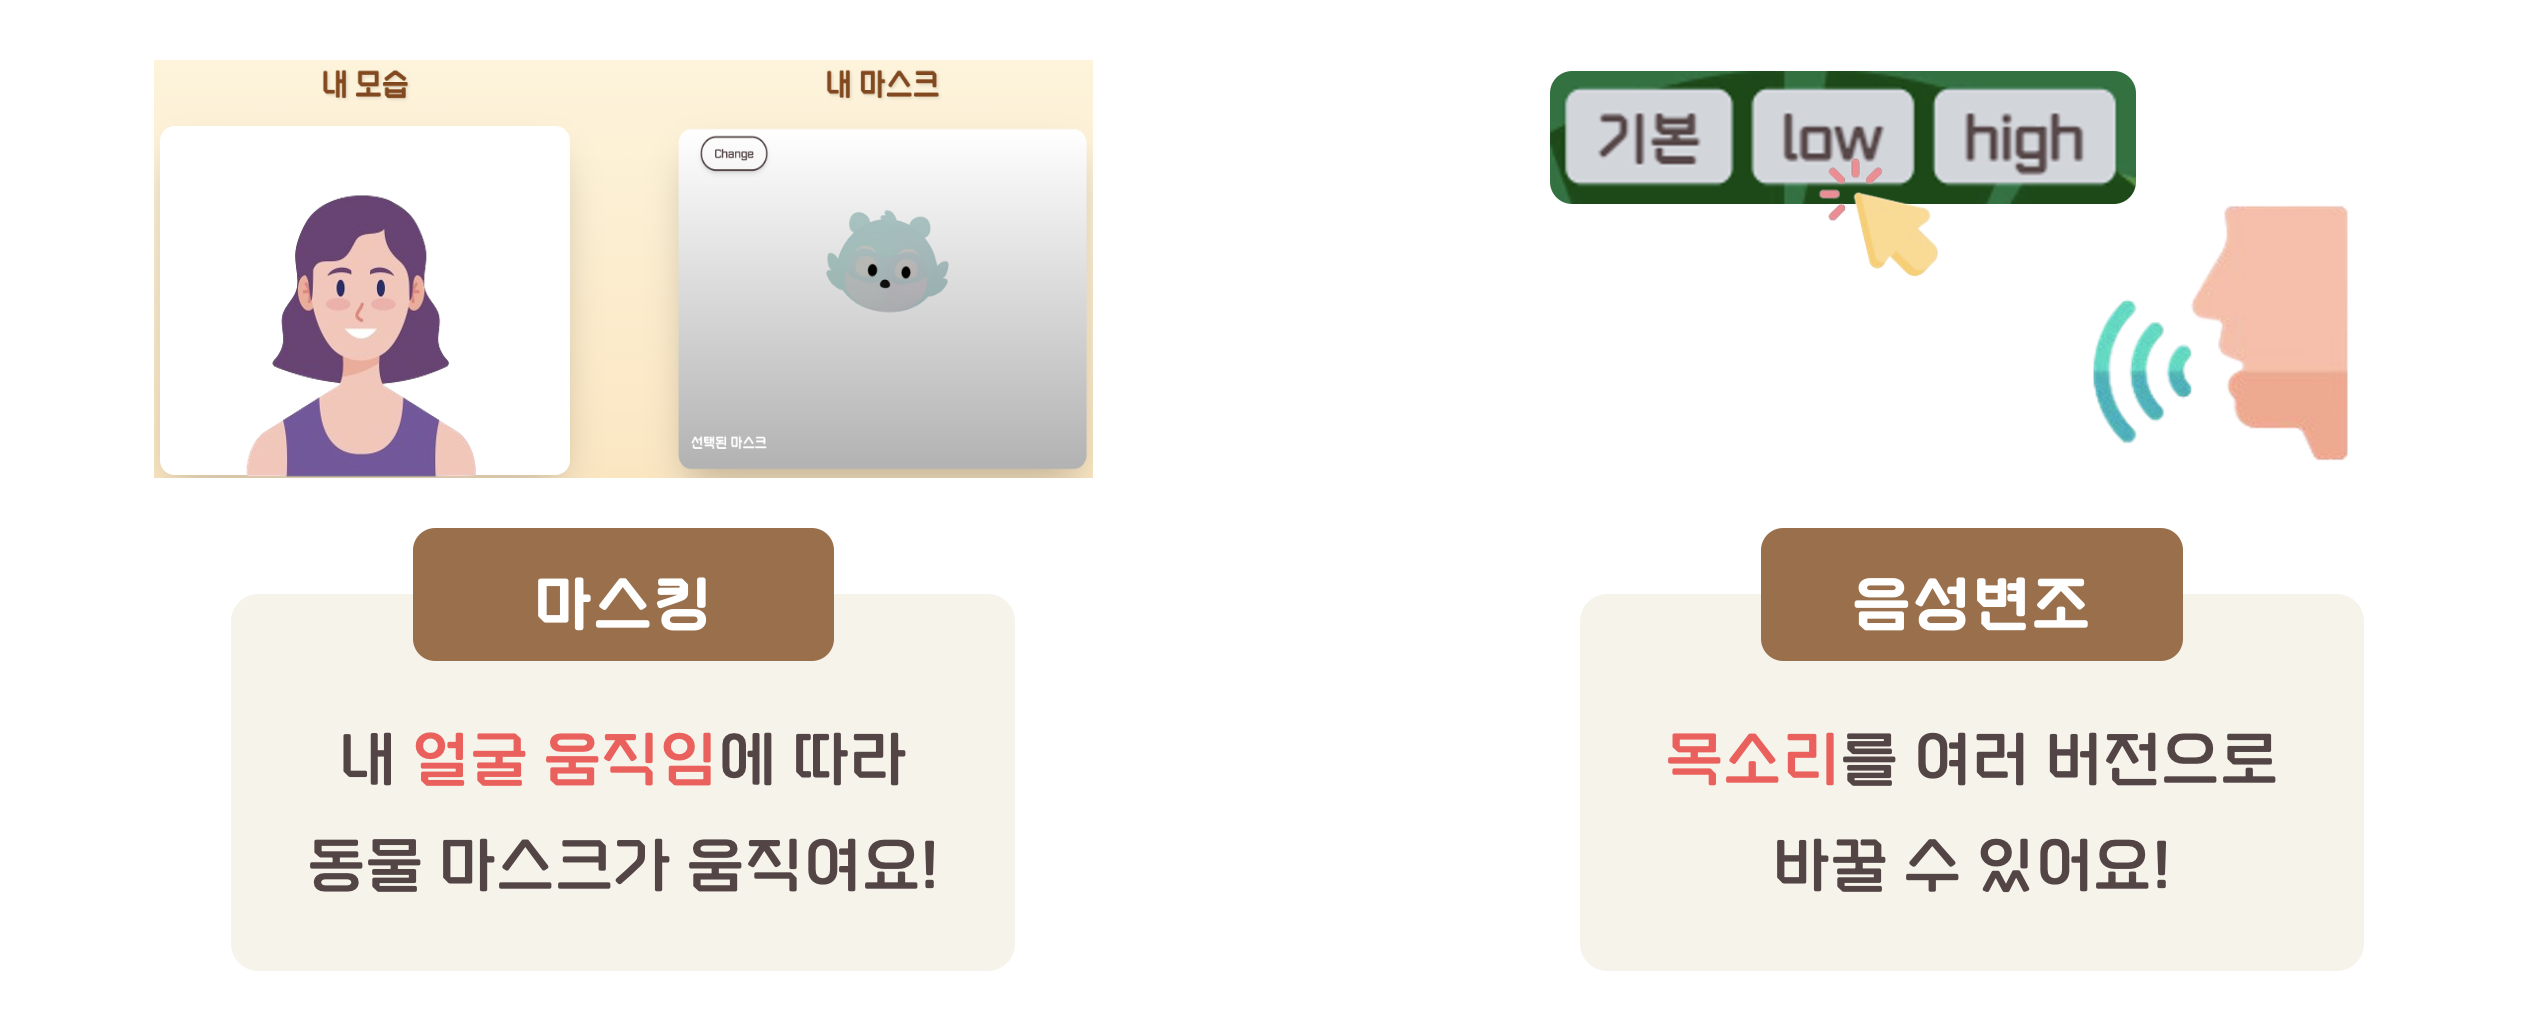 내 모습
내 마스크
Change
선택된 마스크
마스킹
내 얼굴 움직임에 따라
동물 마스크가 움직여요!
기본 low high
음성변조
목소리를 여러 버전으로
바꿀 수 있어요!